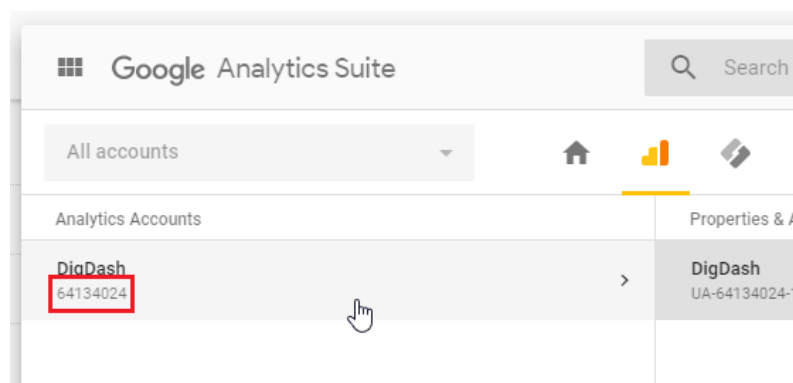 Google Analytics Suite
Search
All accounts
Analytics Accounts
Properties &
DigDash
64134024
DigDash
UA-64134024-